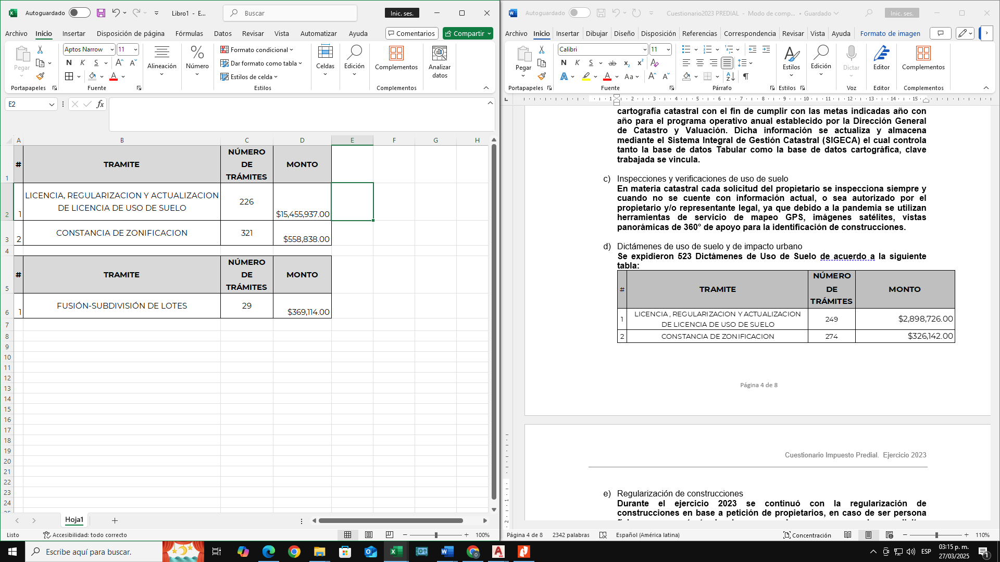 Autoguardado
Libro1 - E...
Buscar
Inic. ses.
Archivo Inicio Insertar Disposición de página Fórmulas Datos Revisar Vista Automatizar Ayuda Comentarios Compartir
Pegar
Portapapeles
Aptos Narrow 11
N K S
Fuente
Alineación
Número
Formato condicional
Dar formato como tabla
Estilos de celda
Estilos
Celdas
Edición
Complementos
Complementos
Analizar
datos
E2
fx
A B C D E F G H
# TRAMITE NÚMERO DE TRÁMITES MONTO
1
LICENCIA, REGULARIZACION Y ACTUALIZACION
DE LICENCIA DE USO DE SUELO
226
2 1 $15,455,937.00
CONSTANCIA DE ZONIFICACION 321
3 2 $558,838.00
4
# TRAMITE NÚMERO DE TRÁMITES MONTO
5
FUSIÓN-SUBDIVISIÓN DE LOTES 29
6 1 $369,114.00
7
8
9
10
11
12
13
14
15
16
17
18
19
20
21
22
23
24
Hoja1
Listo Accesibilidad: todo correcto 100%
Autoguardado
Cuestionario2023 PREDIAL - Modo de comp... • Guardado
Inic. ses.
Archivo Inicio Insertar Dibujar Diseño Disposición Referencias Correspondencia Revisar Vista Ayuda Formato de imagen
Pegar
Portapapeles
Calibri 11
N K S ab x₂ x²
A A Aa A A
Fuente
Párrafo
Estilos
Estilos
Edición
Dictar
Voz
Editor
Editor
Complementos
Complementos
1 1 2 3 4 5 6 7 8 9 10 11 12 13 14 15
cartografía catastral con el fin de cumplir con las metas indicadas año con
año para el programa operativo anual establecido por la Dirección General
de Catastro y Valuación. Dicha información se actualiza y almacena
mediante el Sistema Integral de Gestión Catastral (SIGECA) el cual controla
tanto la base de datos Tabular como la base de datos cartográfica, clave
trabajada se vincula.
c) Inspecciones y verificaciones de uso de suelo
En materia catastral cada solicitud del propietario se inspecciona siempre y
cuando no se cuente con información actual, o sea autorizado por el
propietario y/o representante legal, ya que debido a la pandemia se utilizan
herramientas de servicio de mapeo GPS, imágenes satélites, vistas
panorámicas de 360° de apoyo para la identificación de construcciones.
d) Dictámenes de uso de suelo y de impacto urbano
Se expidieron 523 Dictámenes de Uso de Suelo de acuerdo a la siguiente
tabla:
# TRAMITE NÚMERO DE TRÁMITES MONTO
1 LICENCIA , REGULARIZACION Y ACTUALIZACION DE LICENCIA DE USO DE SUELO 249 $2,898,726.00
2 CONSTANCIA DE ZONIFICACION 274 $326,142.00
Página 4 de 8
Cuestionario Impuesto Predial. Ejercicio 2023
e) Regularización de construcciones
Durante el ejercicio 2023 se continuó con la regularización de
construcciones en base a petición de propietarios, en caso de ser persona
Página 4 de 8 2342 palabras Español (América latina) Concentración 110%
Escribe aquí para buscar.
ESP
03:15 p. m.
27/03/2025
1